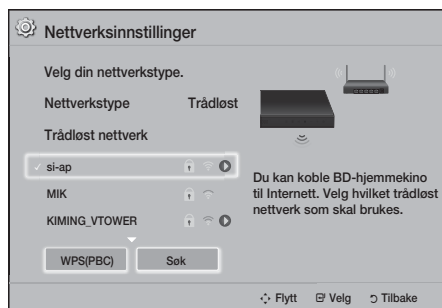 Nettverksinnstillinger
Velg din nettverkstype.
Nettverkstype Trådløst
Trådløst nettverk
si-ap
MIK
KIMING_VTOWER
WPS(PBC) Søk
Du kan koble BD-hjemmekino
til Internett. Velg hvilket trådløst
nettverk som skal brukes.
Flytt Velg Tilbake